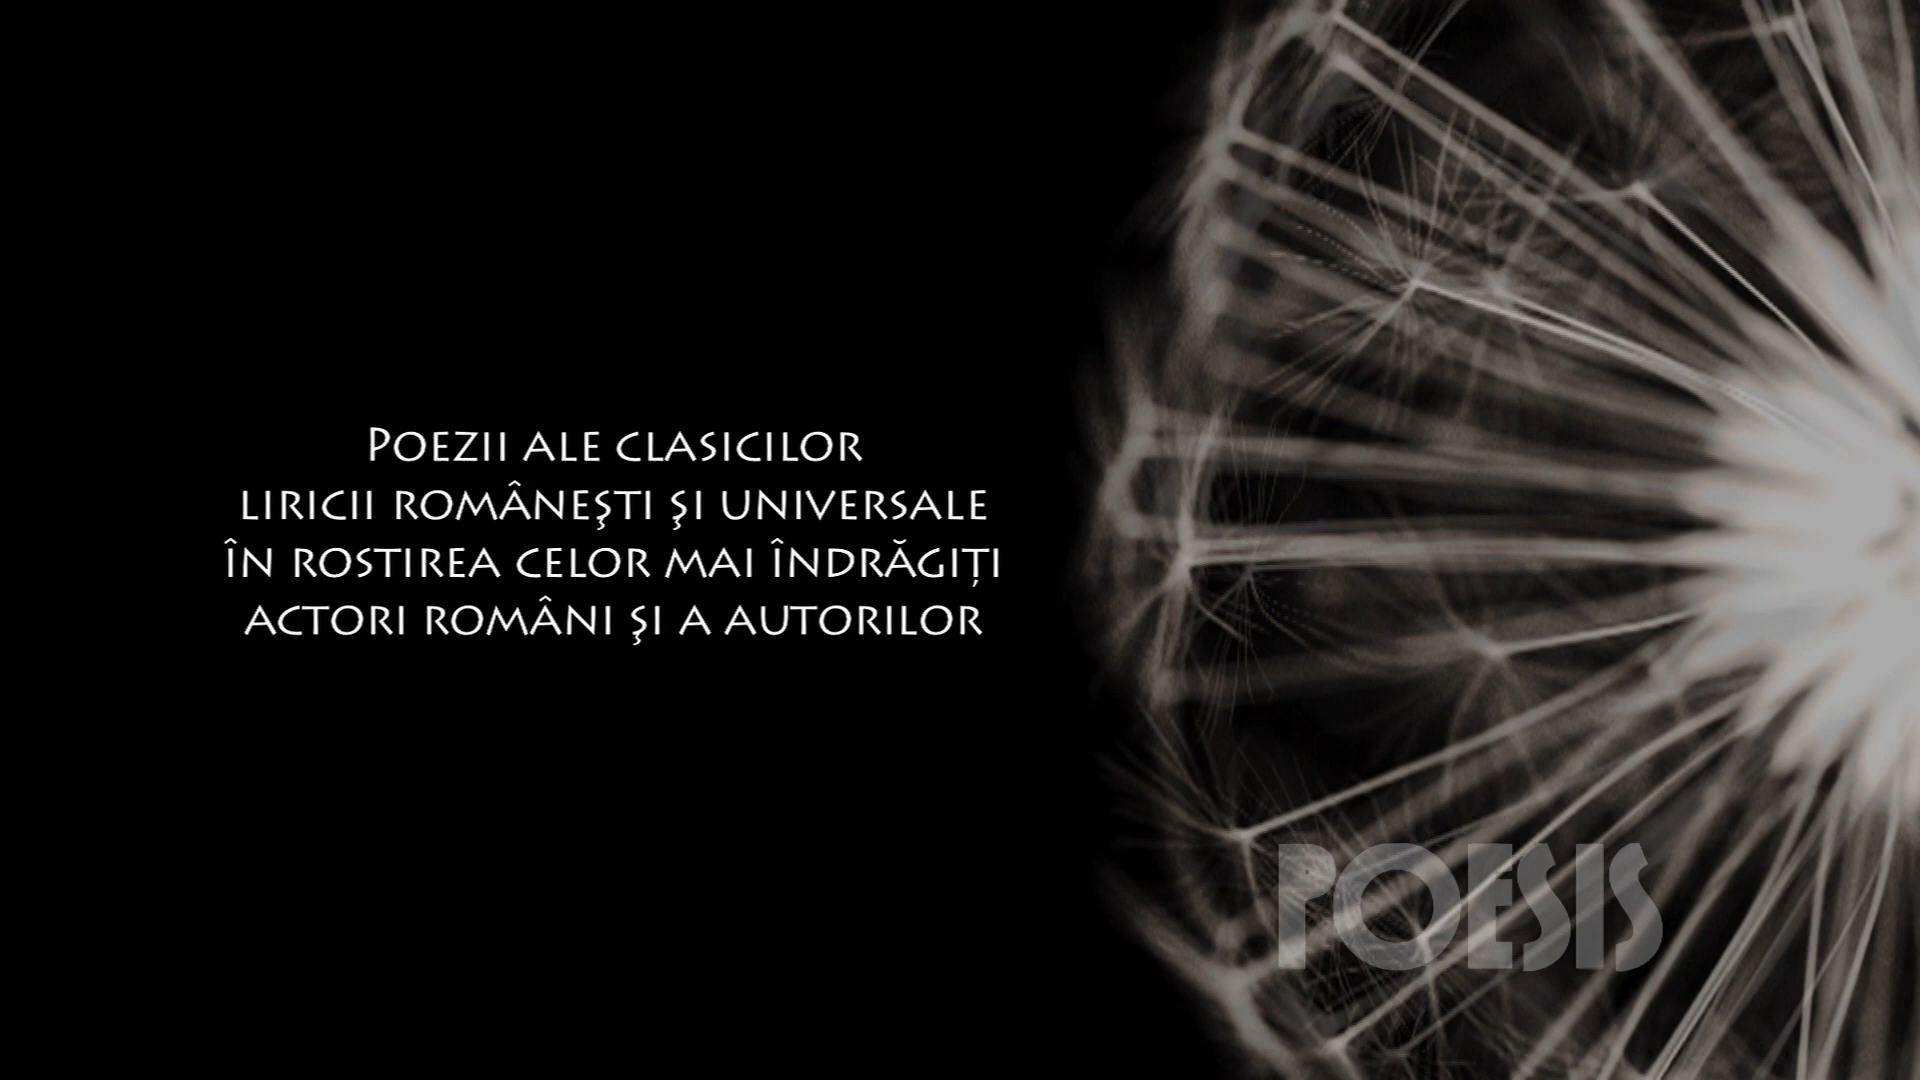 POEZII ALE CLASICILOR
LIRICII ROMÂNEŞTI ŞI UNIVERSALE
ÎN ROSTIREA CELOR MAI ÎNDRĂGIȚI
ACTORI ROMÂNI ŞI A AUTORILOR
POESIS